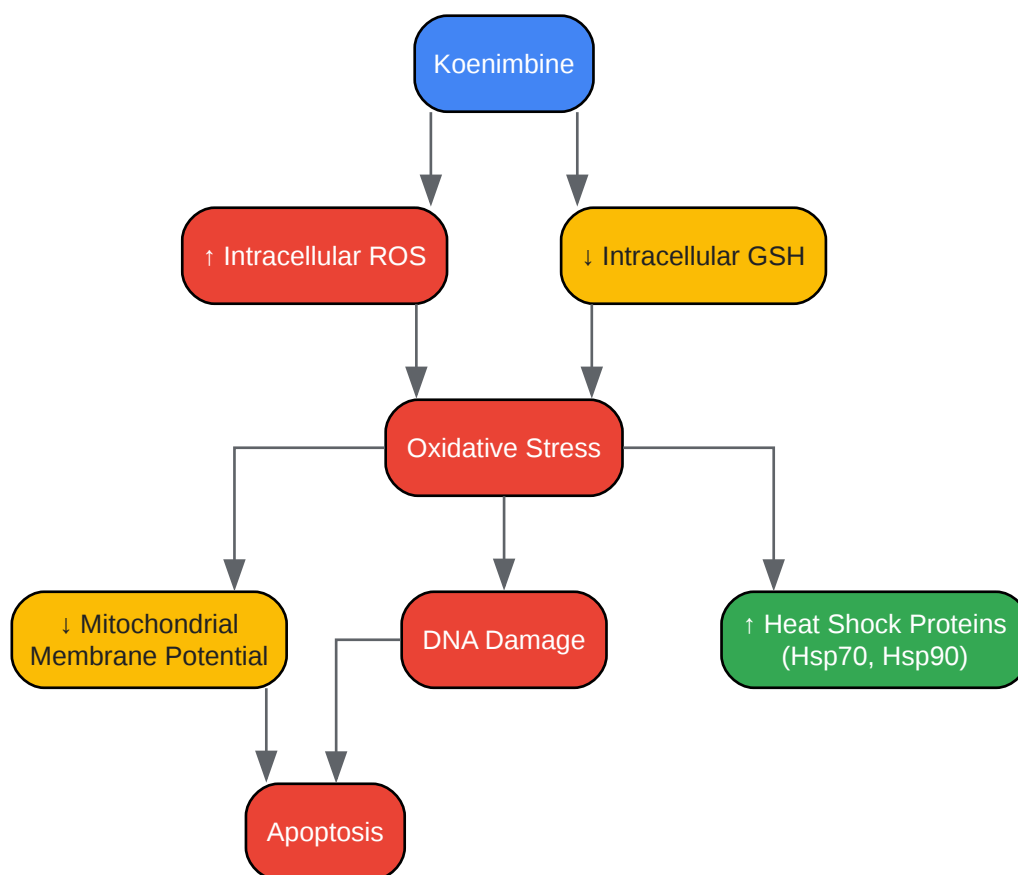 Koenimbine
↑ Intracellular ROS
↓ Intracellular GSH
Oxidative Stress
↓ Mitochondrial
Membrane Potential
DNA Damage
↑ Heat Shock Proteins
(Hsp70, Hsp90)
Apoptosis